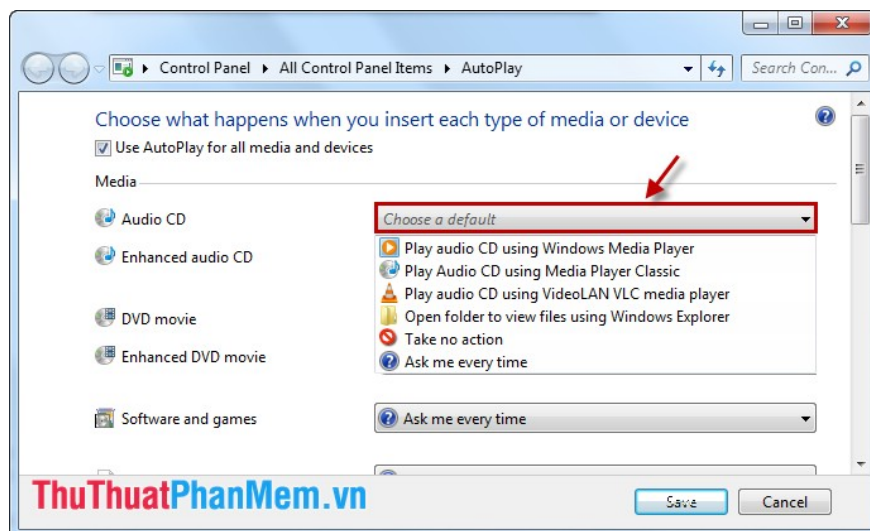 Control Panel ▸ All Control Panel Items ▸ AutoPlay
Search Con...
Choose what happens when you insert each type of media or device
Use AutoPlay for all media and devices
Media
Audio CD
Choose a default
Play audio CD using Windows Media Player
Play Audio CD using Media Player Classic
Play audio CD using VideoLAN VLC media player
Open folder to view files using Windows Explorer
Take no action
Ask me every time
Enhanced audio CD
DVD movie
Enhanced DVD movie
Software and games
Ask me every time
ThuThuatPhanMem.vn
Save
Cancel